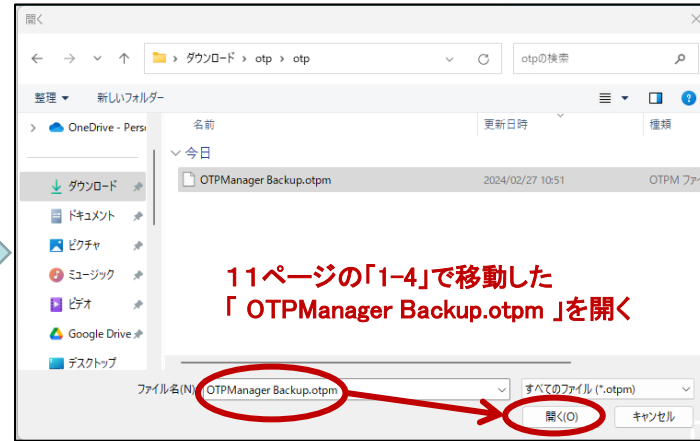 開く
ダウンロード › otp › otp
otpの検索
整理 新しいフォルダー
OneDrive - Pers
名前 更新日時 種類
今日
ダウンロード
OTPManager Backup.otpm 2024/02/27 10:51 OTPM ファ
ドキュメント
ピクチャ
ミュージック
ビデオ
Google Drive
デスクトップ
11ページの「1-4」で移動した
「 OTPManager Backup.otpm 」を開く
ファイル名(N) OTPManager Backup.otpm すべてのファイル (*.otpm)
開く(O) キャンセル